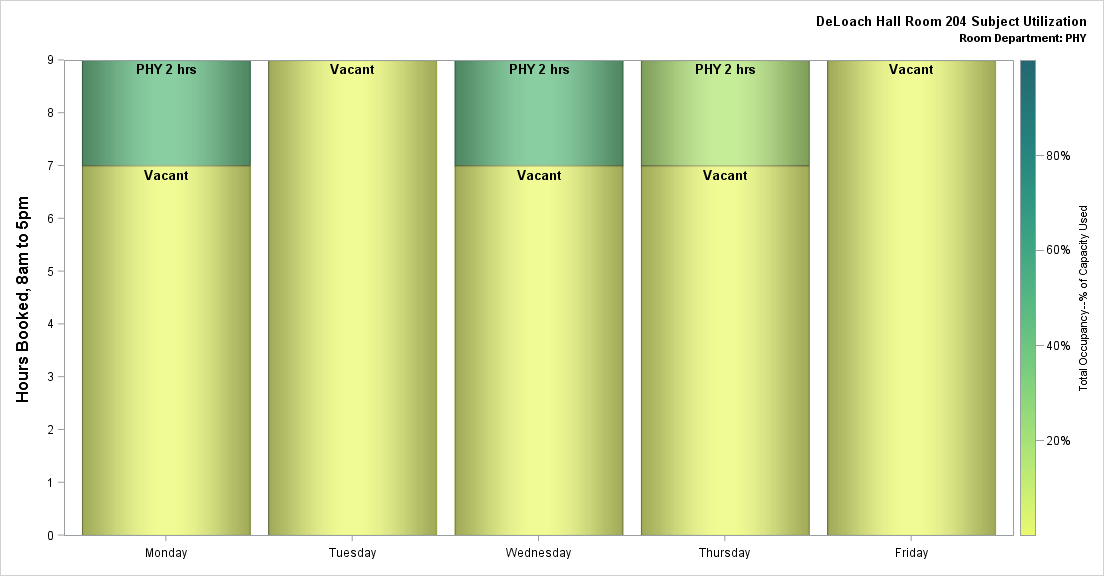 DeLoach Hall Room 204 Subject Utilization
Room Department: PHY
Hours Booked, 8am to 5pm
9
8
7
6
5
4
3
2
1
0
PHY 2 hrs
Vacant
PHY 2 hrs
PHY 2 hrs
Vacant
Vacant
Vacant
Vacant
Monday
Tuesday
Wednesday
Thursday
Friday
80%
60%
40%
20%
Total Occupancy--% of Capacity Used